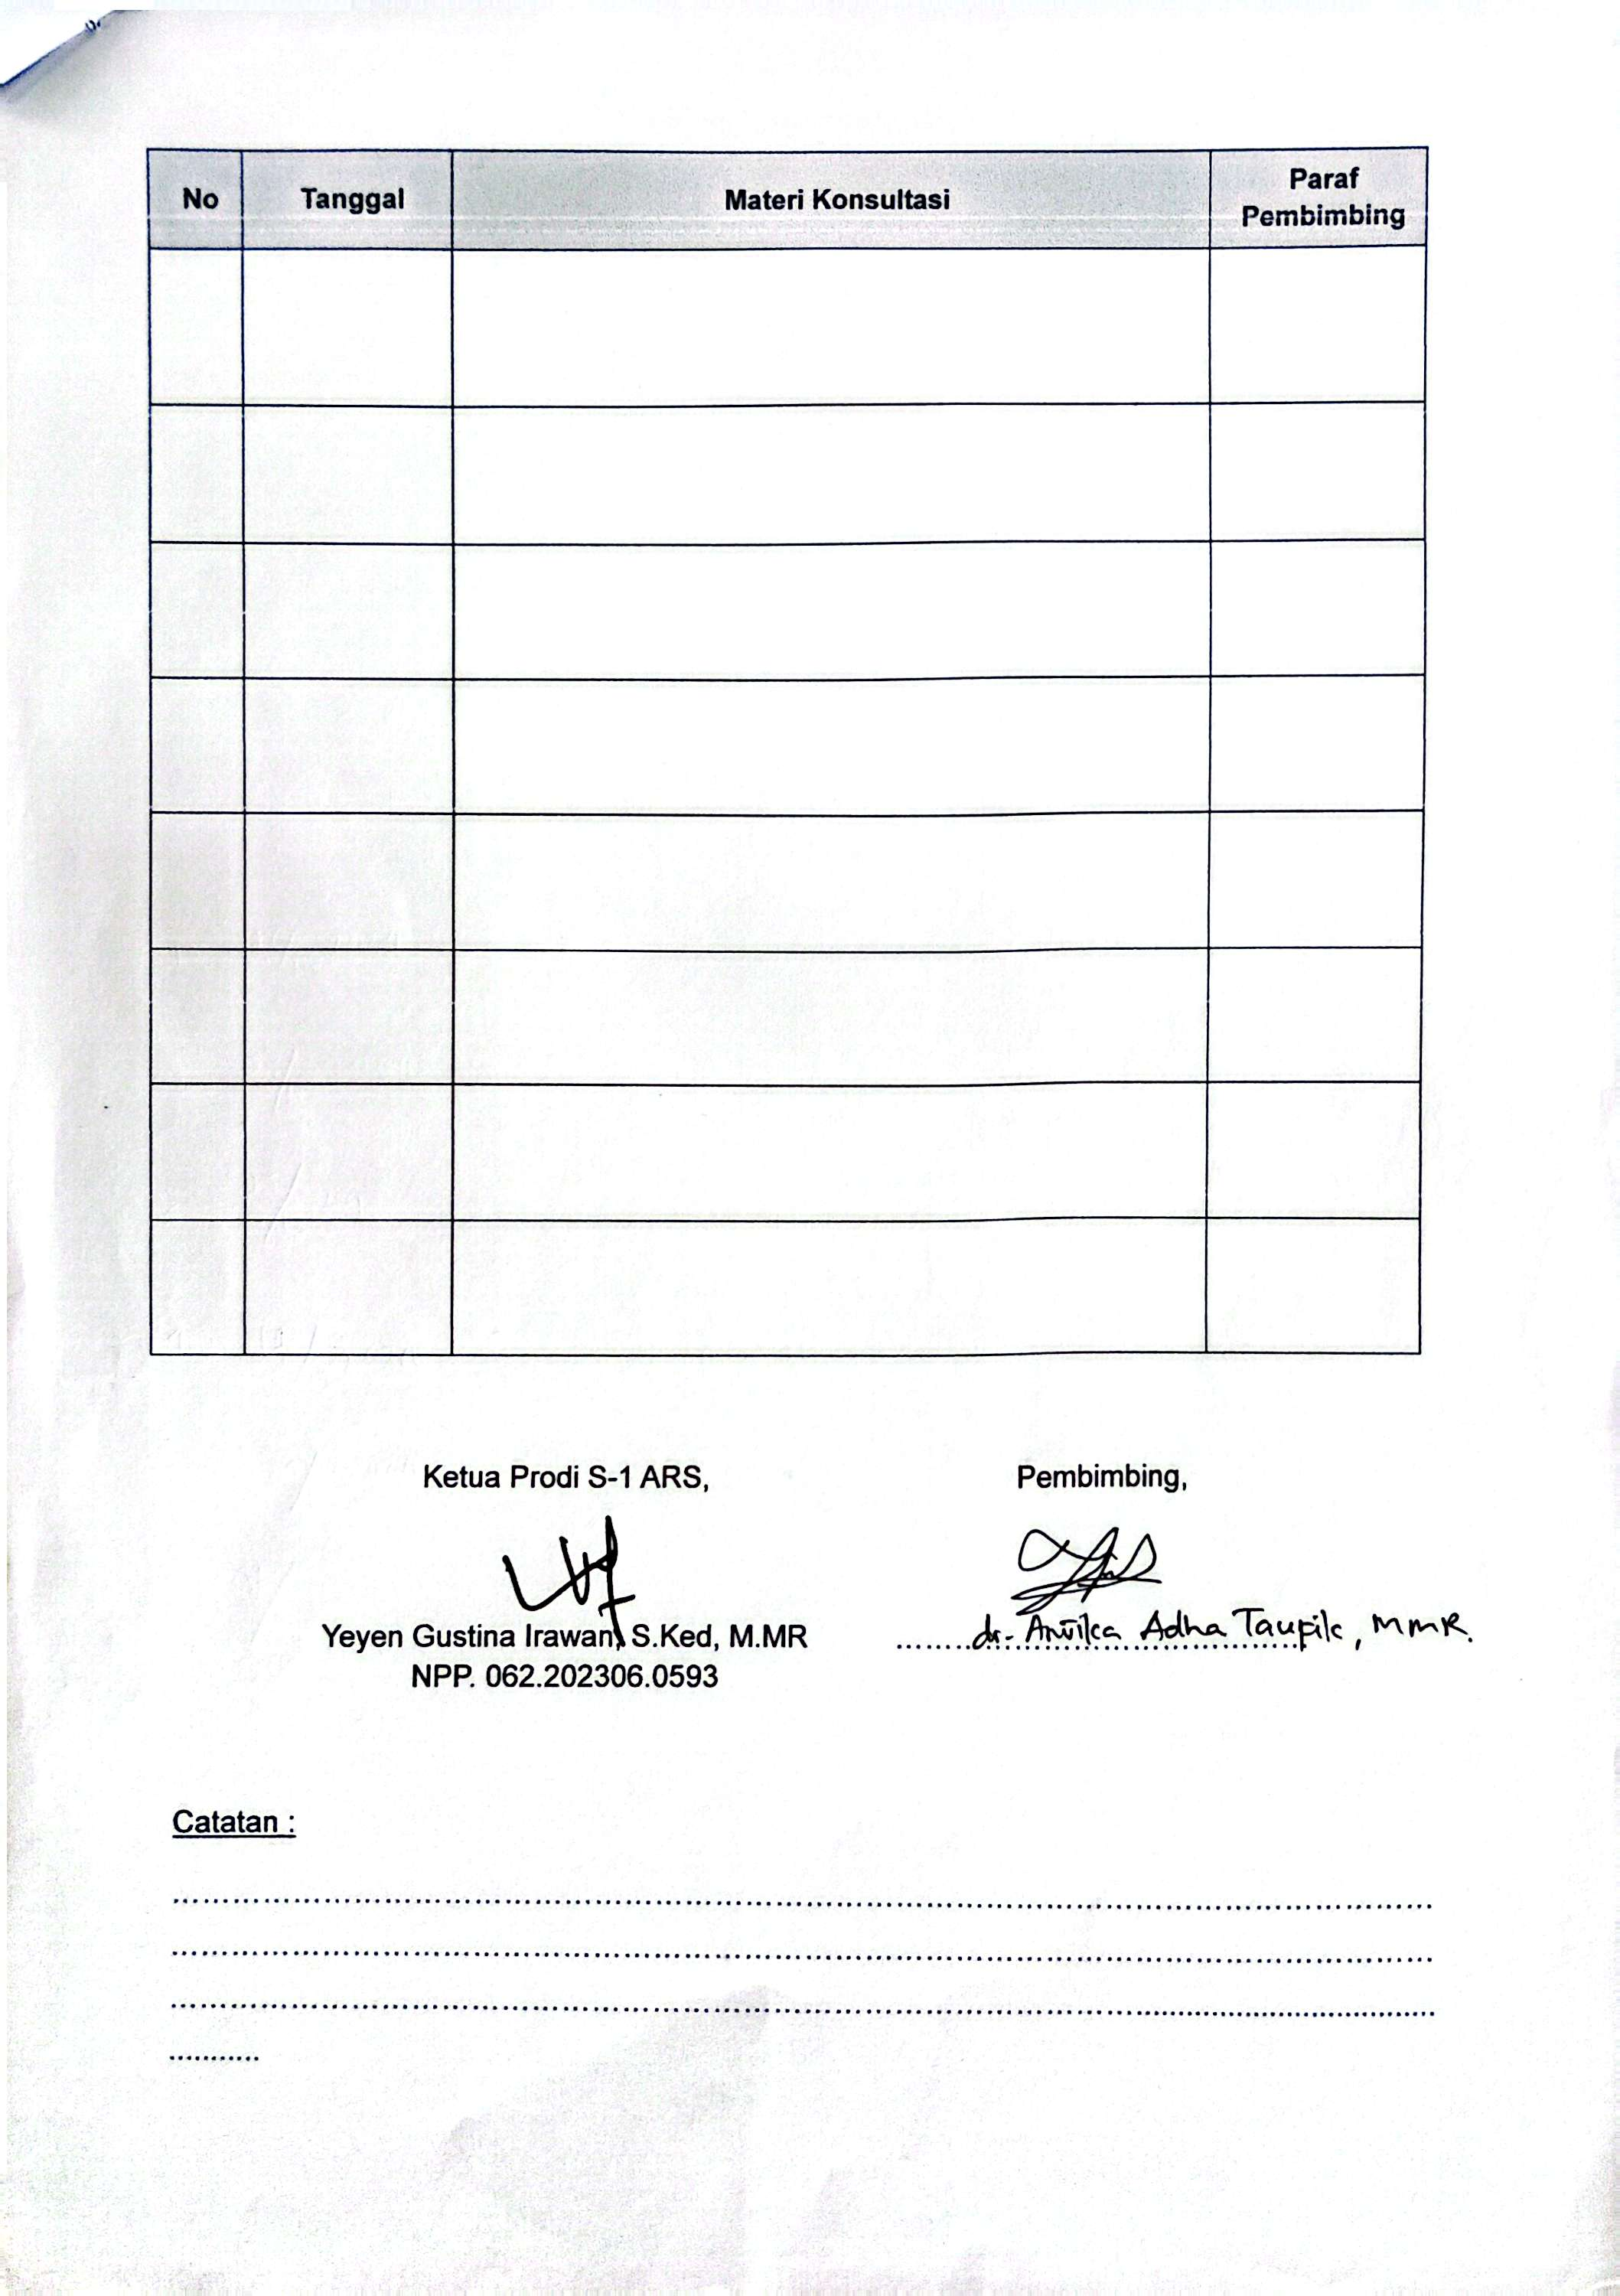 No Tanggal Materi Konsultasi Paraf Pembimbing
Ketua Prodi S-1 ARS, Pembimbing,
Yeyen Gustina Irawan, S.Ked, M.MR
dr. Adha Taufik, MMR.
NPP. 062.202306.0593
Catatan :